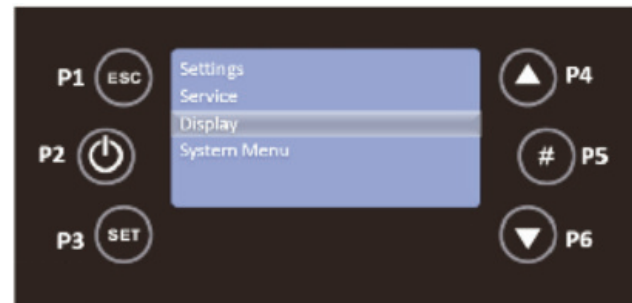 P1 ESC
Settings
Service
Display
System Menu
P2
P3 SET
P4
# P5
P6